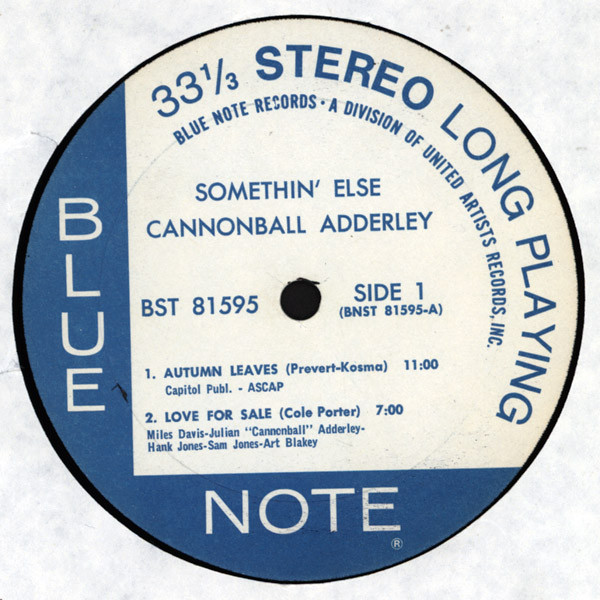 33 1/3 STEREO LONG PLAYING
BLUE NOTE RECORDS • A DIVISION OF UNITED ARTISTS RECORDS, INC.
SOMETHIN' ELSE
CANNONBALL ADDERLEY
BST 81595
SIDE 1
(BNST 81595-A)
1. AUTUMN LEAVES (Prevert-Kosma) 11:00
Capitol Publ. - ASCAP
2. LOVE FOR SALE (Cole Porter) 7:00
Miles Davis-Julian "Cannonball" Adderley-
Hank Jones-Sam Jones-Art Blakey
BLUE
NOTE ®